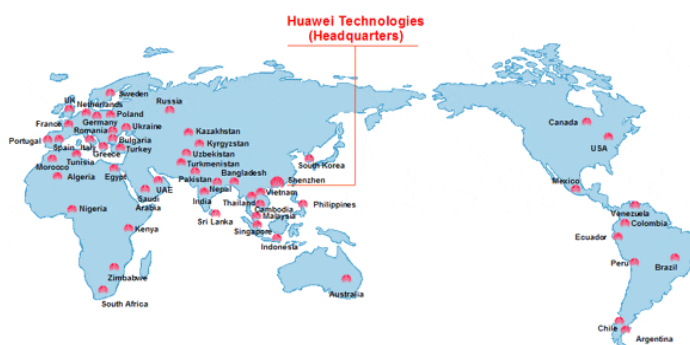 Huawei Technologies
(Headquarters)
Sweden
UK
Netherlands
Russia
Poland
France
Germany
Ukraine
Romania
Canada
Kazakhstan
Portugal
Spain
Italy
Bulgaria
USA
Kyrgyzstan
Greece
Turkey
Uzbekistan
Tunisia
Turkmenistan
South Korea
Morocco
Egypt
Pakistan
Bangladesh
Algeria
Shenzhen
Mexico
UAE
Nepal
Vietnam
Saudi
Arabia
India
Thailand
Philippines
Nigeria
Cambodia
Venezuela
Malaysia
Sri Lanka
Colombia
Kenya
Singapore
Ecuador
Indonesia
Peru
Brazil
Zimbabwe
Australia
South Africa
Chile
Argentina